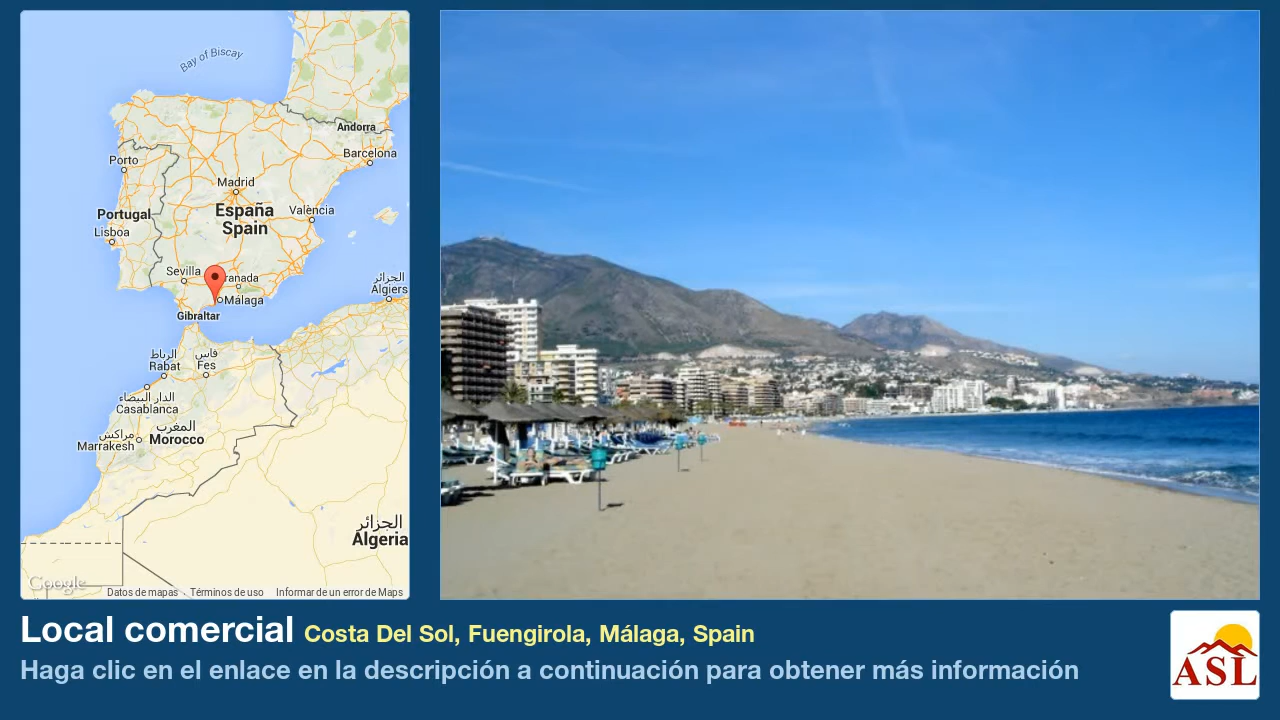 Bay of Biscay
Andorra
Barcelona
Porto
Madrid
España
Spain
València
Portugal
Lisboa
Sevilla
ranada
Málaga
Gibraltar
الجزائر
Algiers
الرباط
Rabat
فاس
Fes
الدار البيضاء
Casablanca
مراكش
Marrakesh
المغرب
Morocco
الجزائر
Algeria
Google
Datos de mapas Términos de uso Informar de un error de Maps
Local comercial Costa Del Sol, Fuengirola, Málaga, Spain
Haga clic en el enlace en la descripción a continuación para obtener más información
ASL